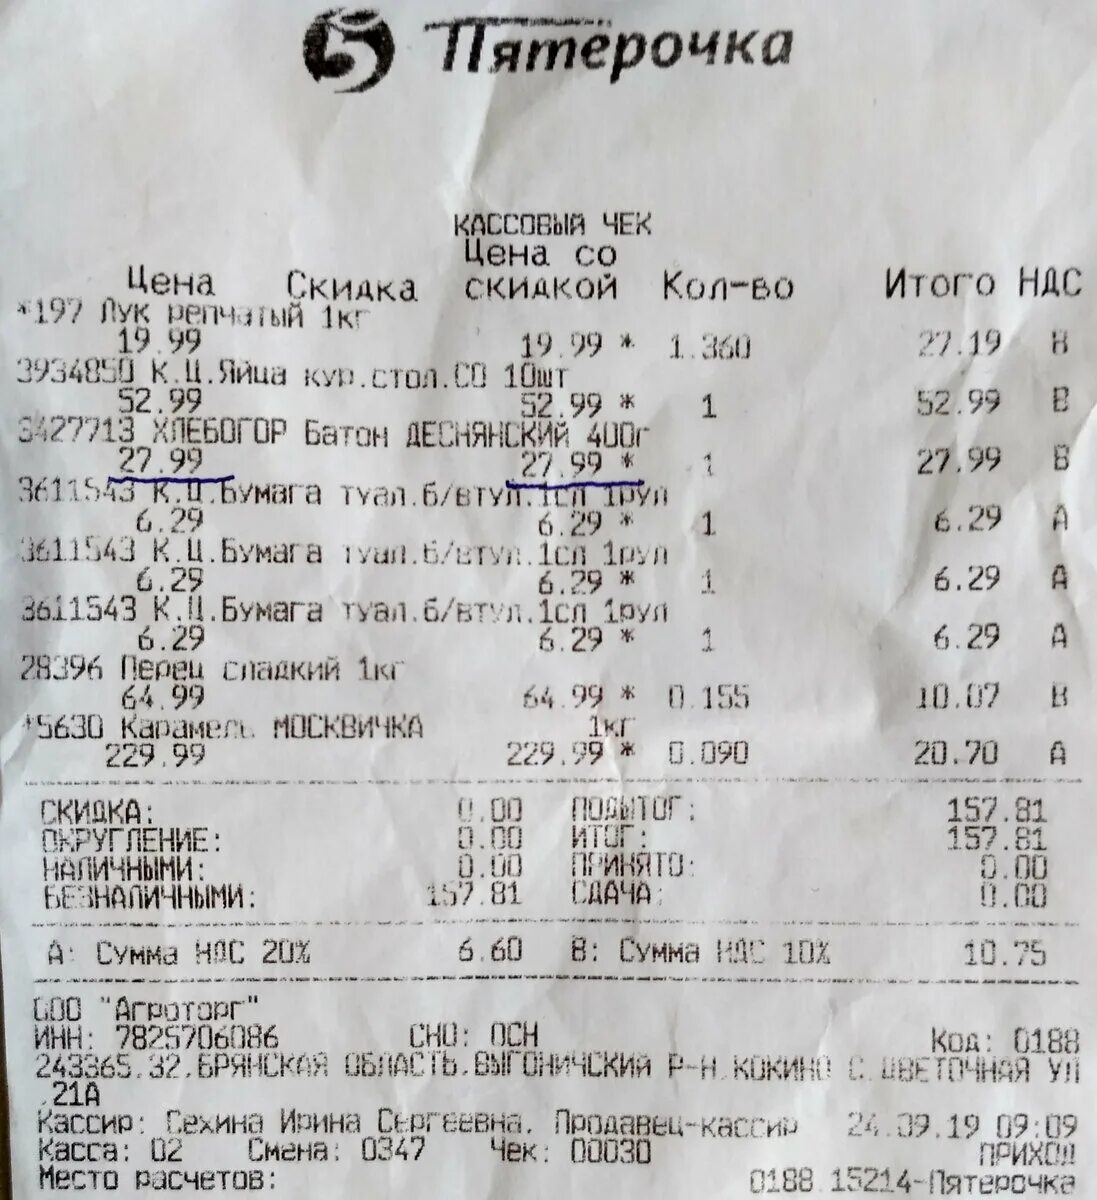 5 Пятёрочка
КАССОВЫЙ ЧЕК
Цена Скидка Цена со скидкой Кол-во Итого НДС
*197 Лук репчатый 1кг
19.99 19.99 * 1.360 27.19 В
3934850 К.Ц.Яйца кур.стол.СО 10шт
52.99 52.99 * 1 52.99 В
3427713 ХЛЕБОГОР Батон ДЕСНЯНСКИЙ 400г
27.99 27.99 * 1 27.99 В
3611543 К.Ц.Бумага туал.б/втул.1сл 1рул
6.29 6.29 * 1 6.29 А
3611543 К.Ц.Бумага туал.б/втул.1сл 1рул
6.29 6.29 * 1 6.29 А
3611543 К.Ц.Бумага туал.б/втул.1сл 1рул
6.29 6.29 * 1 6.29 А
28396 Перец сладкий 1кг
64.99 64.99 * 0.155 10.07 В
*5630 Карамель МОСКВИЧКА 1кг
229.99 229.99 * 0.090 20.70 А
СКИДКА: 0.00 ПОДЫТОГ: 157.81
ОКРУГЛЕНИЕ: 0.00 ИТОГ: 157.81
НАЛИЧНЫМИ: 0.00 ПРИНЯТО: 0.00
БЕЗНАЛИЧНЫМИ: 157.81 СДАЧА: 0.00
А: Сумма НДС 20% 6.60 В: Сумма НДС 10% 10.75
ООО "Агроторг"
ИНН: 7825706086 СНО: ОСН Код: 0188
243365.32.БРЯНСКАЯ ОБЛАСТЬ.ВЫГОНИЧСКИЙ Р-Н.КОКИНО С.ЦВЕТОЧНАЯ УЛ
.21А
Кассир: Сехина Ирина Сергеевна. Продавец-кассир 24.09.19 09:09
Касса: 02 Смена: 0347 Чек: 00030 ПРИХОД
Место расчетов: 0188 15214-Пятерочка